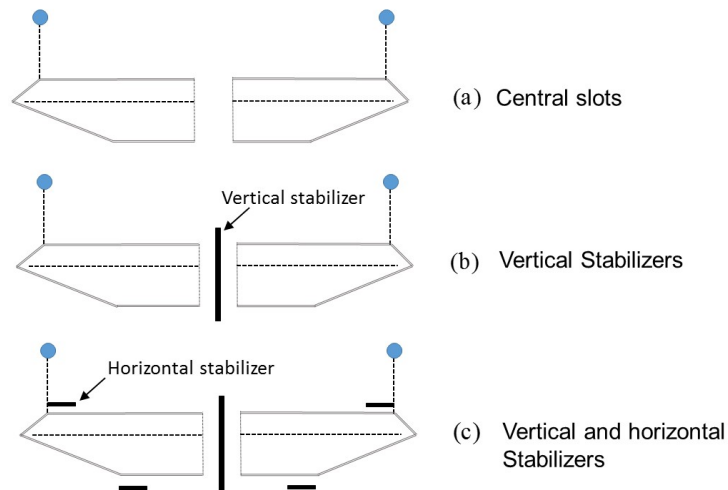 (a) Central slots
Vertical stabilizer
(b) Vertical Stabilizers
Horizontal stabilizer
(c) Vertical and horizontal
Stabilizers